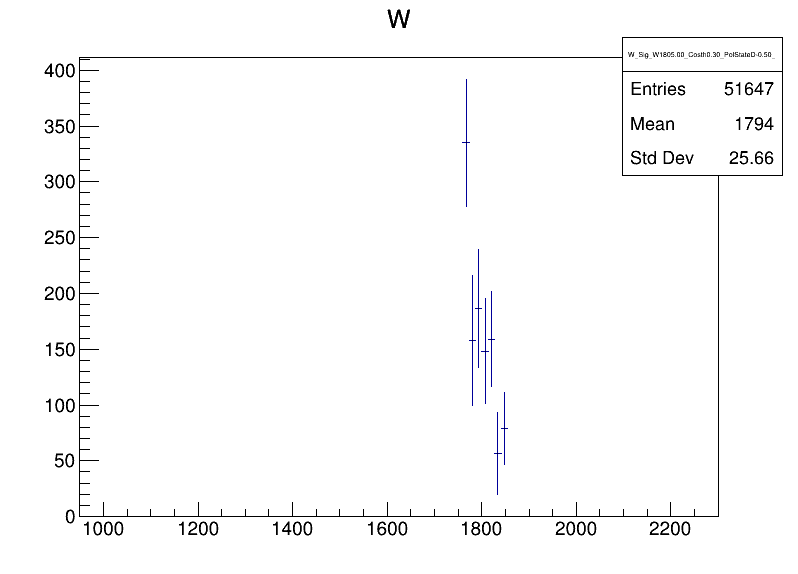 W
W_Sig_W1805.00_Costh0.30_PolStateD-0.50_
Entries 51647
Mean 1794
Std Dev 25.66
400
350
300
250
200
150
100
50
0
1000 1200 1400 1600 1800 2000 2200